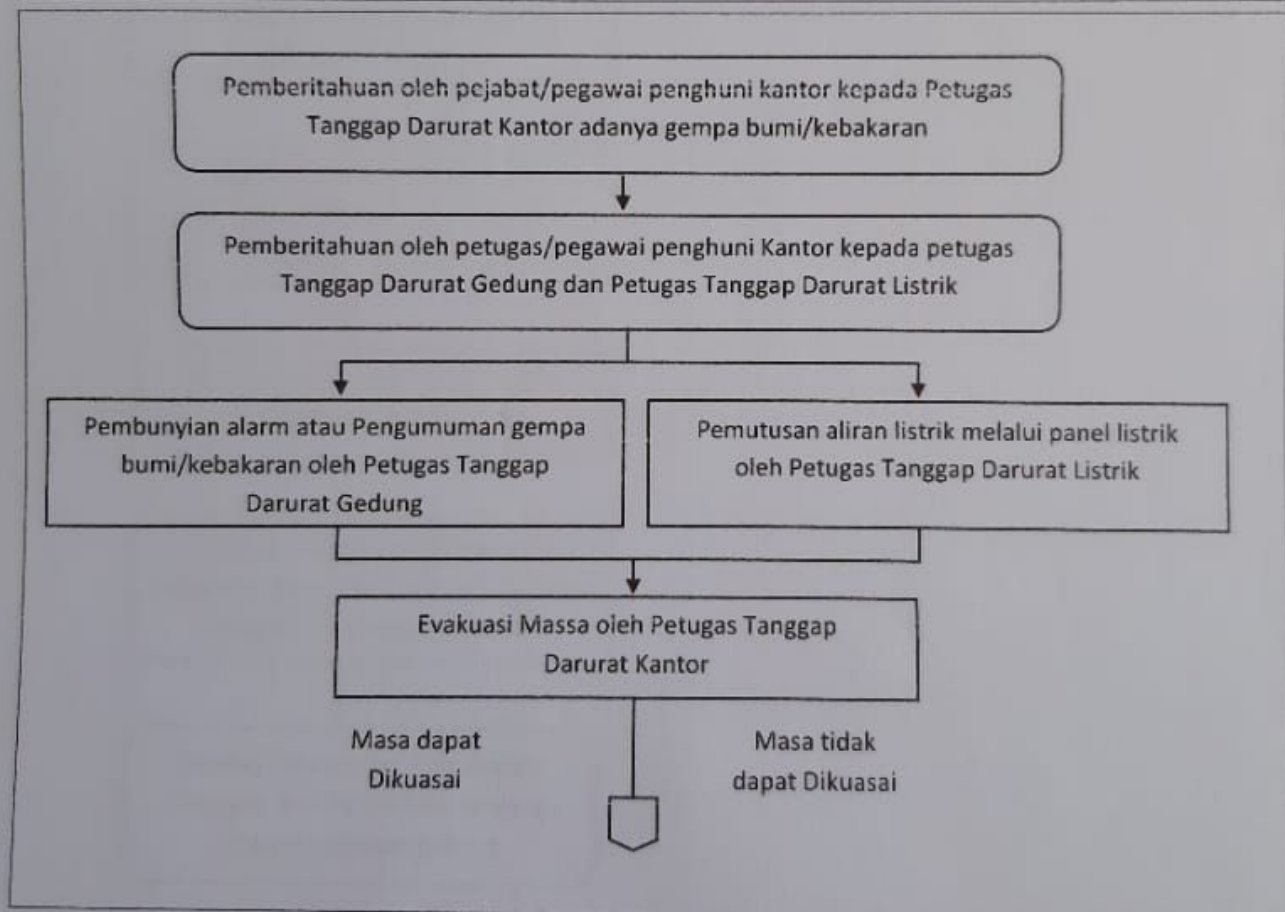 Pemberitahuan oleh pejabat/pegawai penghuni kantor kepada Petugas
Tanggap Darurat Kantor adanya gempa bumi/kebakaran
Pemberitahuan oleh petugas/pegawai penghuni Kantor kepada petugas
Tanggap Darurat Gedung dan Petugas Tanggap Darurat Listrik
Pembunyian alarm atau Pengumuman gempa
bumi/kebakaran oleh Petugas Tanggap
Darurat Gedung
Pemutusan aliran listrik melalui panel listrik
oleh Petugas Tanggap Darurat Listrik
Evakuasi Massa oleh Petugas Tanggap
Darurat Kantor
Masa dapat
Dikuasai
Masa tidak
dapat Dikuasai